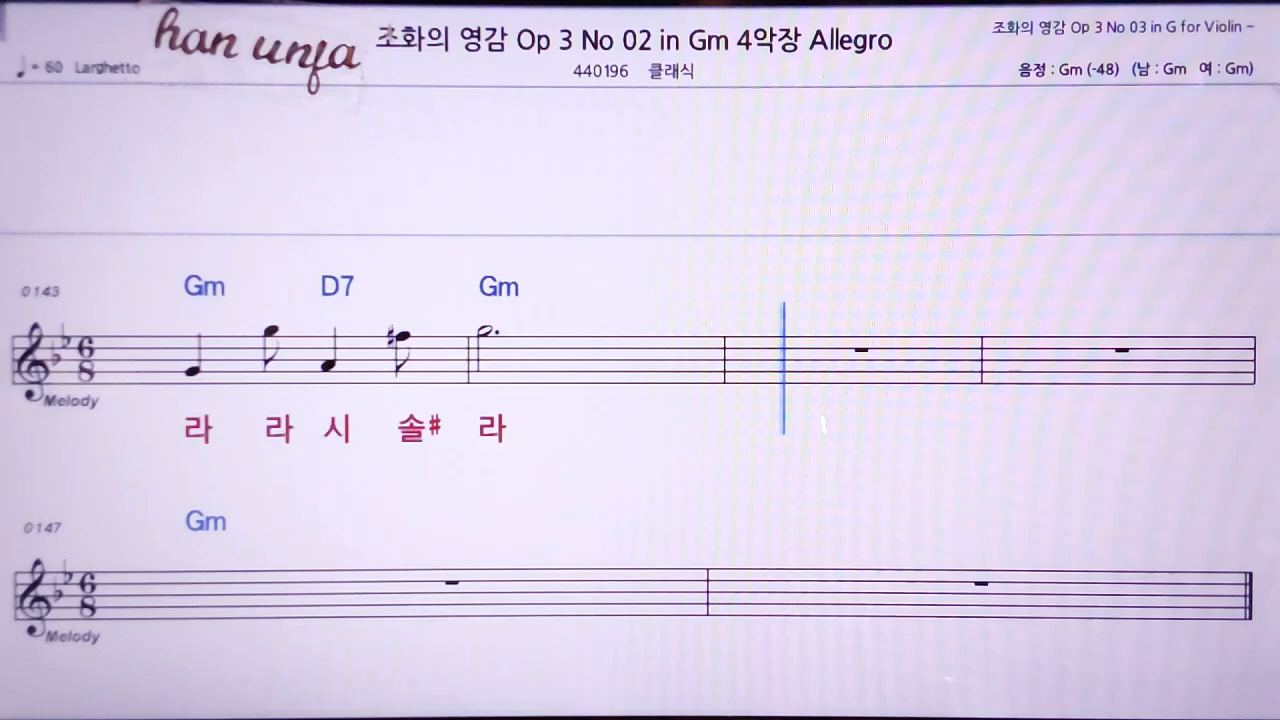 han unfa
조화의 영감 Op 3 No 02 in Gm 4악장 Allegro
조화의 영감 Op 3 No 03 in G for Violin ~
♩ = 60 Larghetto
440196 클래식
음정 : Gm (-48) (남 : Gm 여 : Gm)
0143 Gm D7 Gm
6 8
Melody
라 라 시 솔# 라
0147 Gm
6 8
Melody